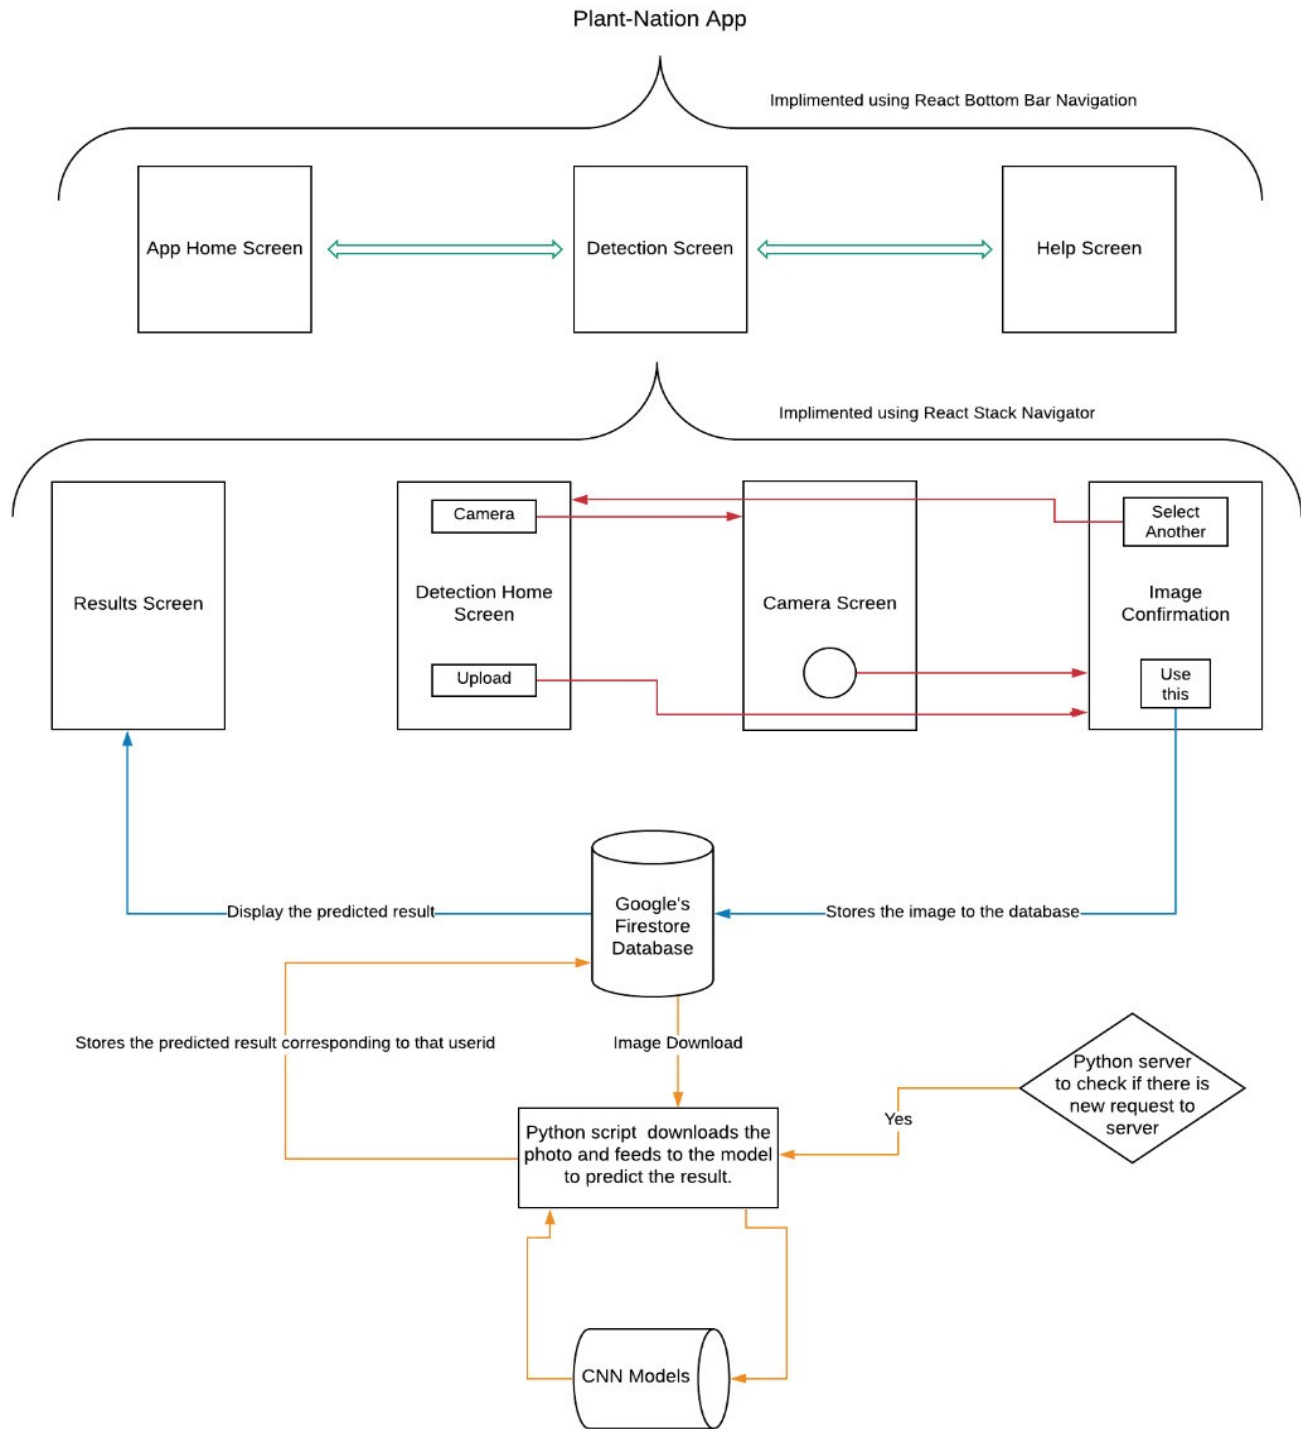 Plant-Nation App
Implimented using React Bottom Bar Navigation
App Home Screen
Detection Screen
Help Screen
Implimented using React Stack Navigator
Results Screen
Camera
Detection Home
Screen
Upload
Camera Screen
Select
Another
Image
Confirmation
Use
this
Display the predicted result
Google's
Firestore
Database
Stores the image to the database
Stores the predicted result corresponding to that userid
Image Download
Python server
to check if there is
new request to
server
Yes
Python script downloads the
photo and feeds to the model
to predict the result.
CNN Models